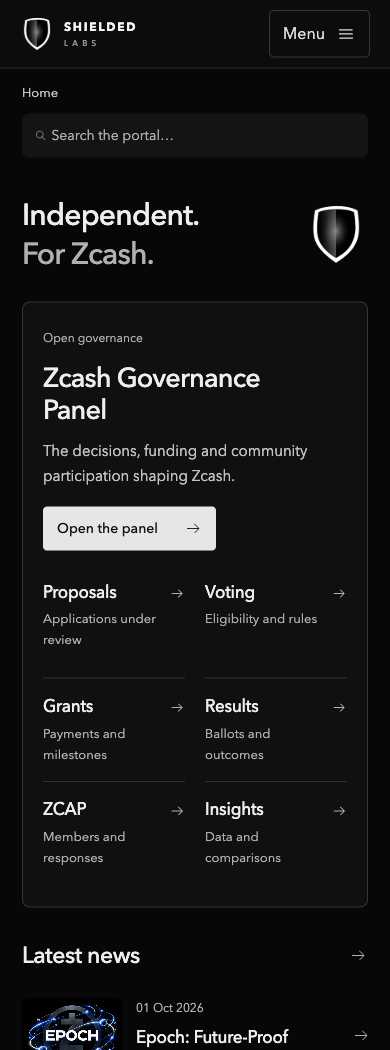 SHIELDED
LABS
Menu
Home
Search the portal...
Independent.
For Zcash.
Open governance
Zcash Governance
Panel
The decisions, funding and community
participation shaping Zcash.
Open the panel
Proposals
Applications under
review
Voting
Eligibility and rules
Grants
Payments and
milestones
Results
Ballots and
outcomes
ZCAP
Members and
responses
Insights
Data and
comparisons
Latest news
EPOCH
01 Oct 2026
Epoch: Future-Proof